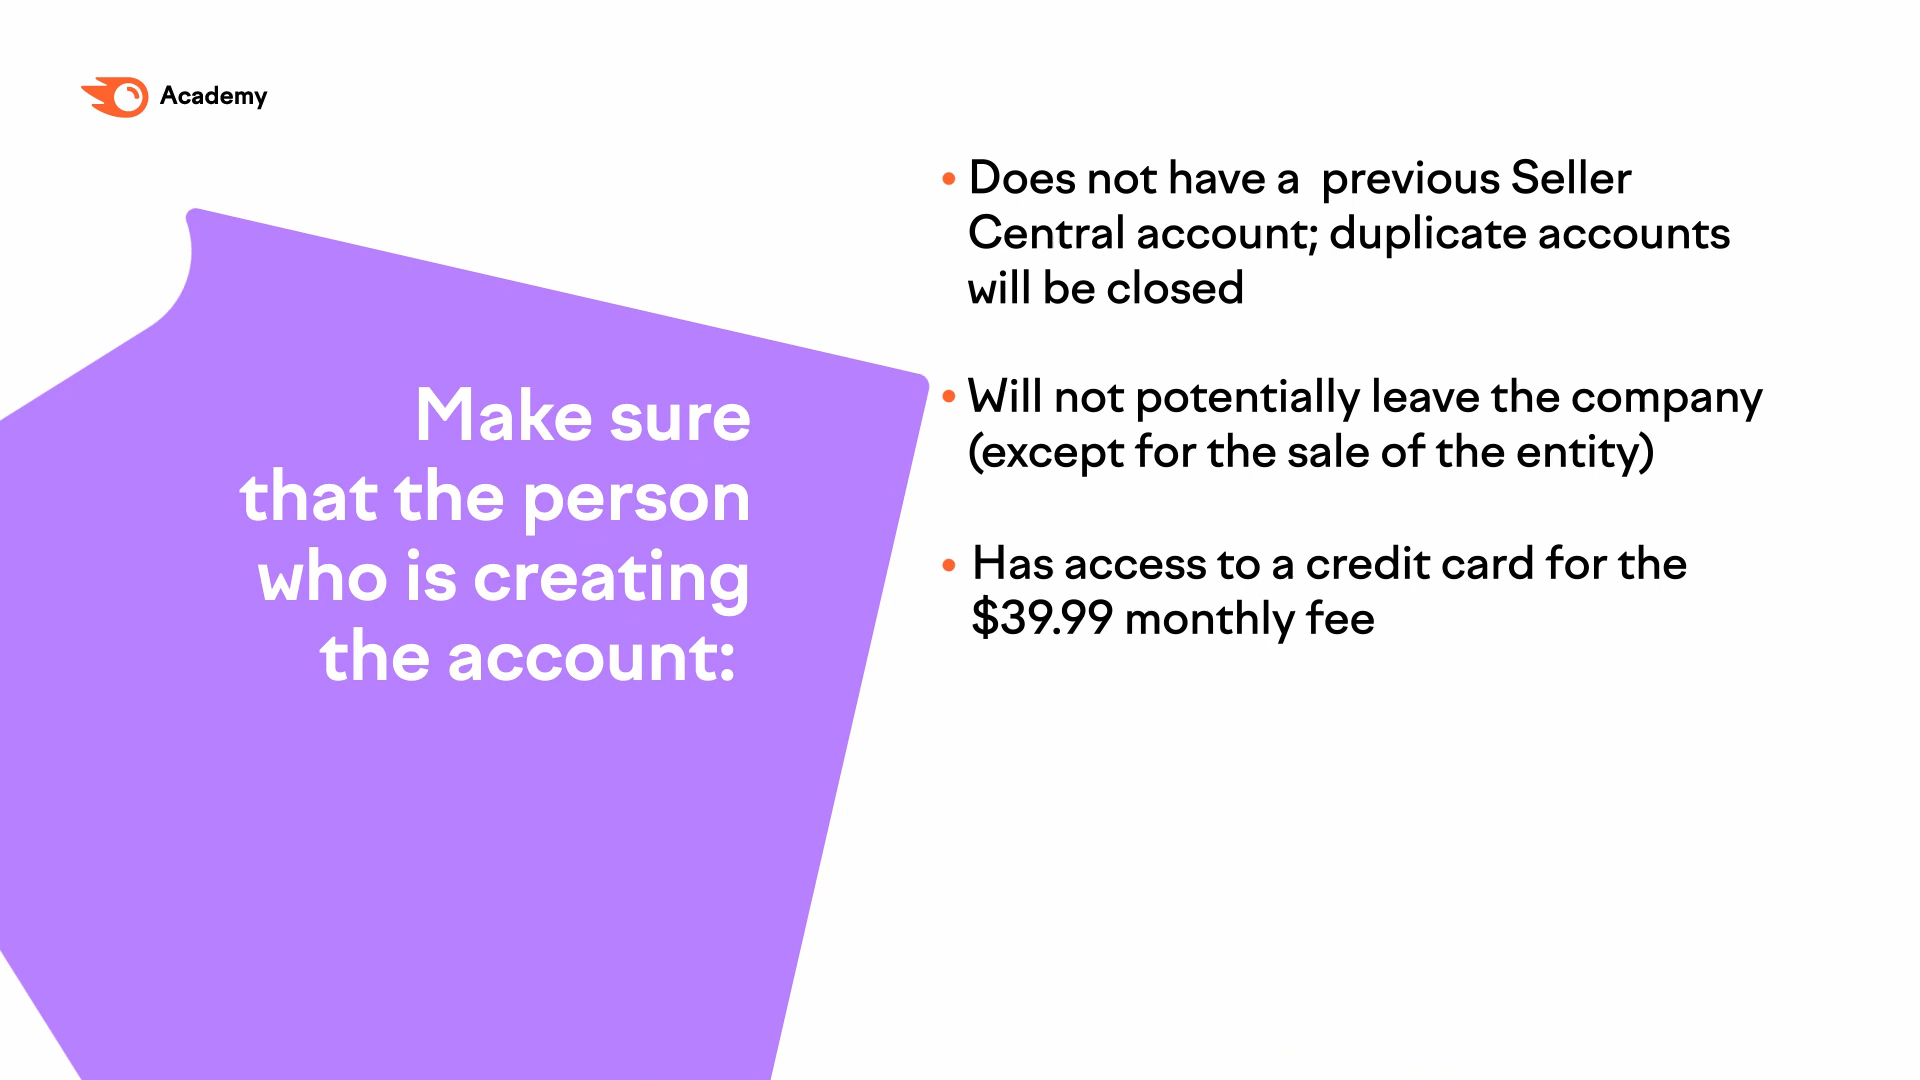 Academy
Make sure
that the person
who is creating
the account:
• Does not have a  previous Seller
Central account; duplicate accounts
will be closed
• Will not potentially leave the company
(except for the sale of the entity)
• Has access to a credit card for the
$39.99 monthly fee